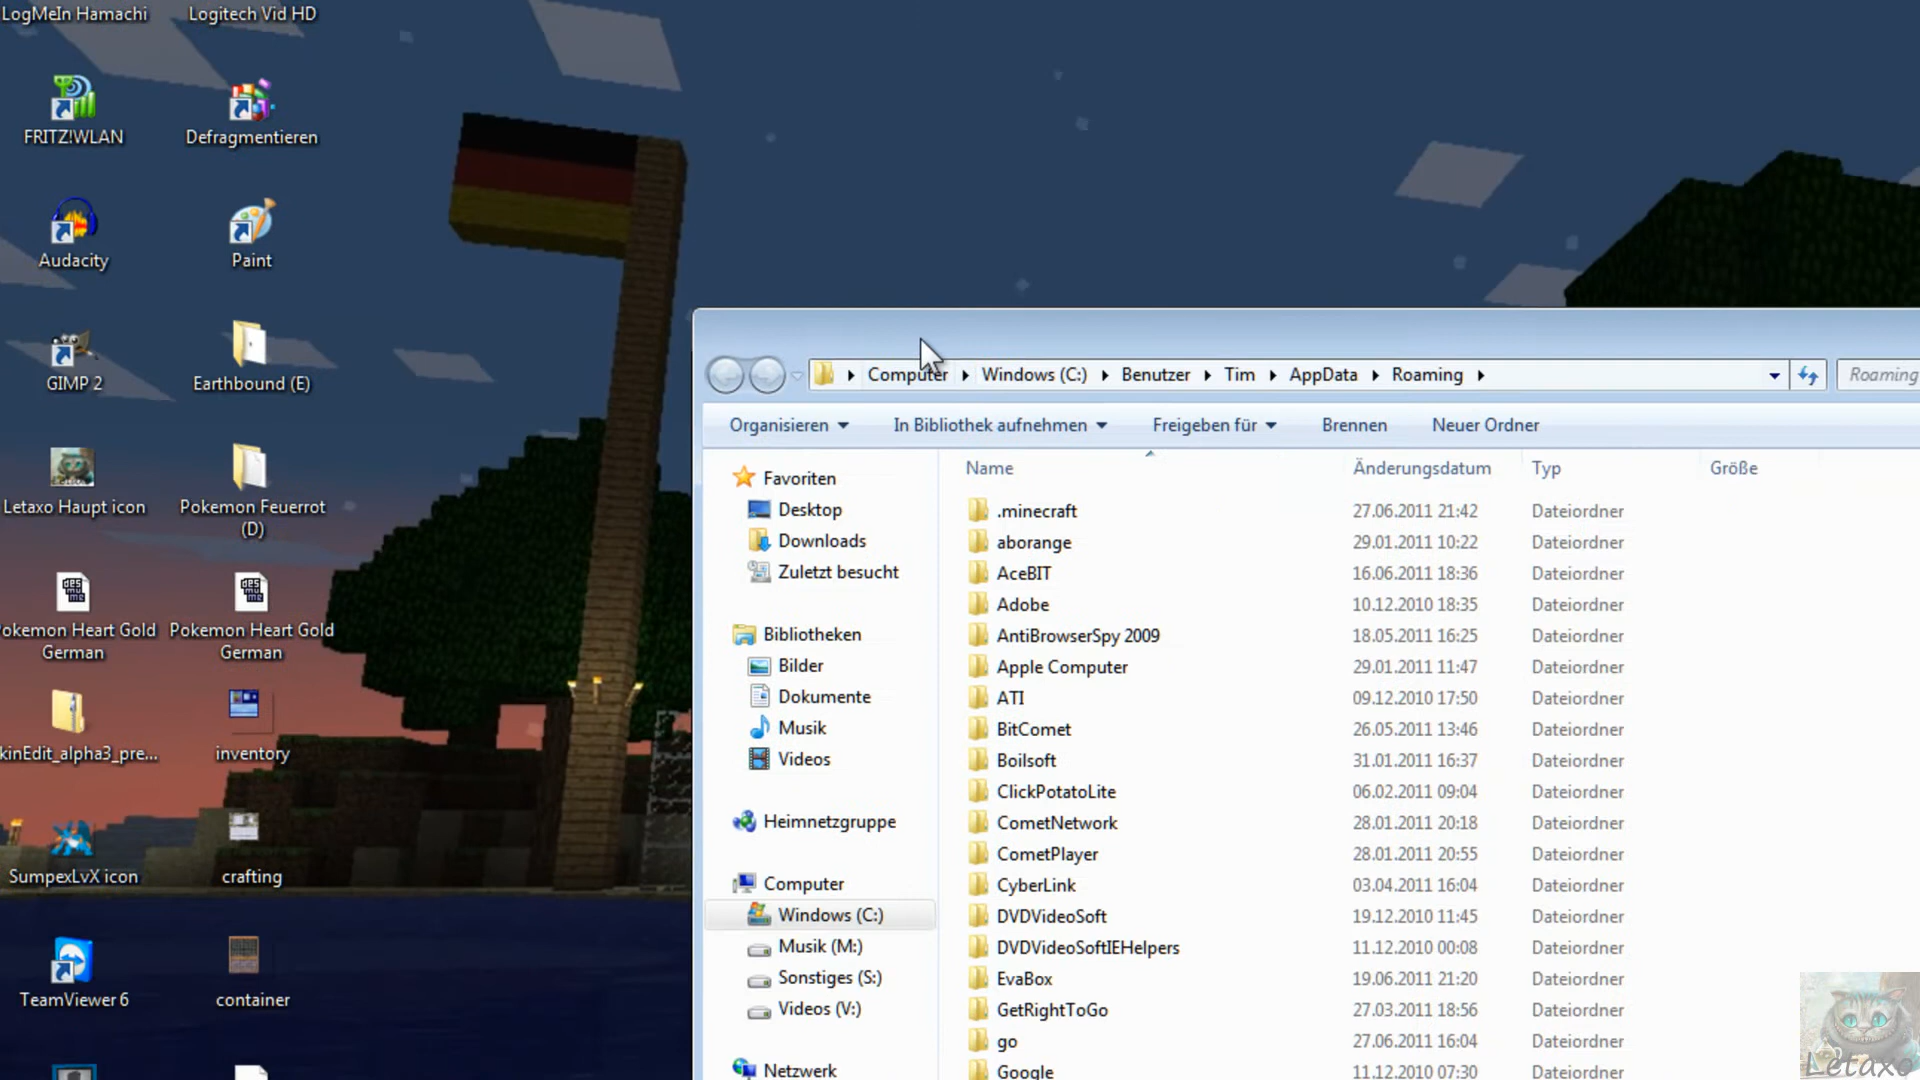 LogMeIn Hamachi
Logitech Vid HD
FRITZ!WLAN
Defragmentieren
Audacity
Paint
GIMP 2
Earthbound (E)
Letaxo Haupt icon
Pokemon Feuerrot
(D)
Pokemon Heart Gold
German
Pokemon Heart Gold
German
kinEdit_alpha3_pre...
inventory
SumpexLvX icon
crafting
TeamViewer 6
container
Computer
Windows (C:)
Benutzer
Tim
AppData
Roaming
Roaming
Organisieren
In Bibliothek aufnehmen
Freigeben für
Brennen
Neuer Ordner
Favoriten
Desktop
Downloads
Zuletzt besucht
Bibliotheken
Bilder
Dokumente
Musik
Videos
Heimnetzgruppe
Computer
Windows (C:)
Musik (M:)
Sonstiges (S:)
Videos (V:)
Netzwerk
Name Änderungsdatum Typ Größe
.minecraft 27.06.2011 21:42 Dateiordner
aborange 29.01.2011 10:22 Dateiordner
AceBIT 16.06.2011 18:36 Dateiordner
Adobe 10.12.2010 18:35 Dateiordner
AntiBrowserSpy 2009 18.05.2011 16:25 Dateiordner
Apple Computer 29.01.2011 11:47 Dateiordner
ATI 09.12.2010 17:50 Dateiordner
BitComet 26.05.2011 13:46 Dateiordner
Boilsoft 31.01.2011 16:37 Dateiordner
ClickPotatoLite 06.02.2011 09:04 Dateiordner
CometNetwork 28.01.2011 20:18 Dateiordner
CometPlayer 28.01.2011 20:55 Dateiordner
CyberLink 03.04.2011 16:04 Dateiordner
DVDVideoSoft 19.12.2010 11:45 Dateiordner
DVDVideoSoftIEHelpers 11.12.2010 00:08 Dateiordner
EvaBox 19.06.2011 21:20 Dateiordner
GetRightToGo 27.03.2011 18:56 Dateiordner
go 27.06.2011 16:04 Dateiordner
Google 11.12.2010 07:30 Dateiordner
Letaxo